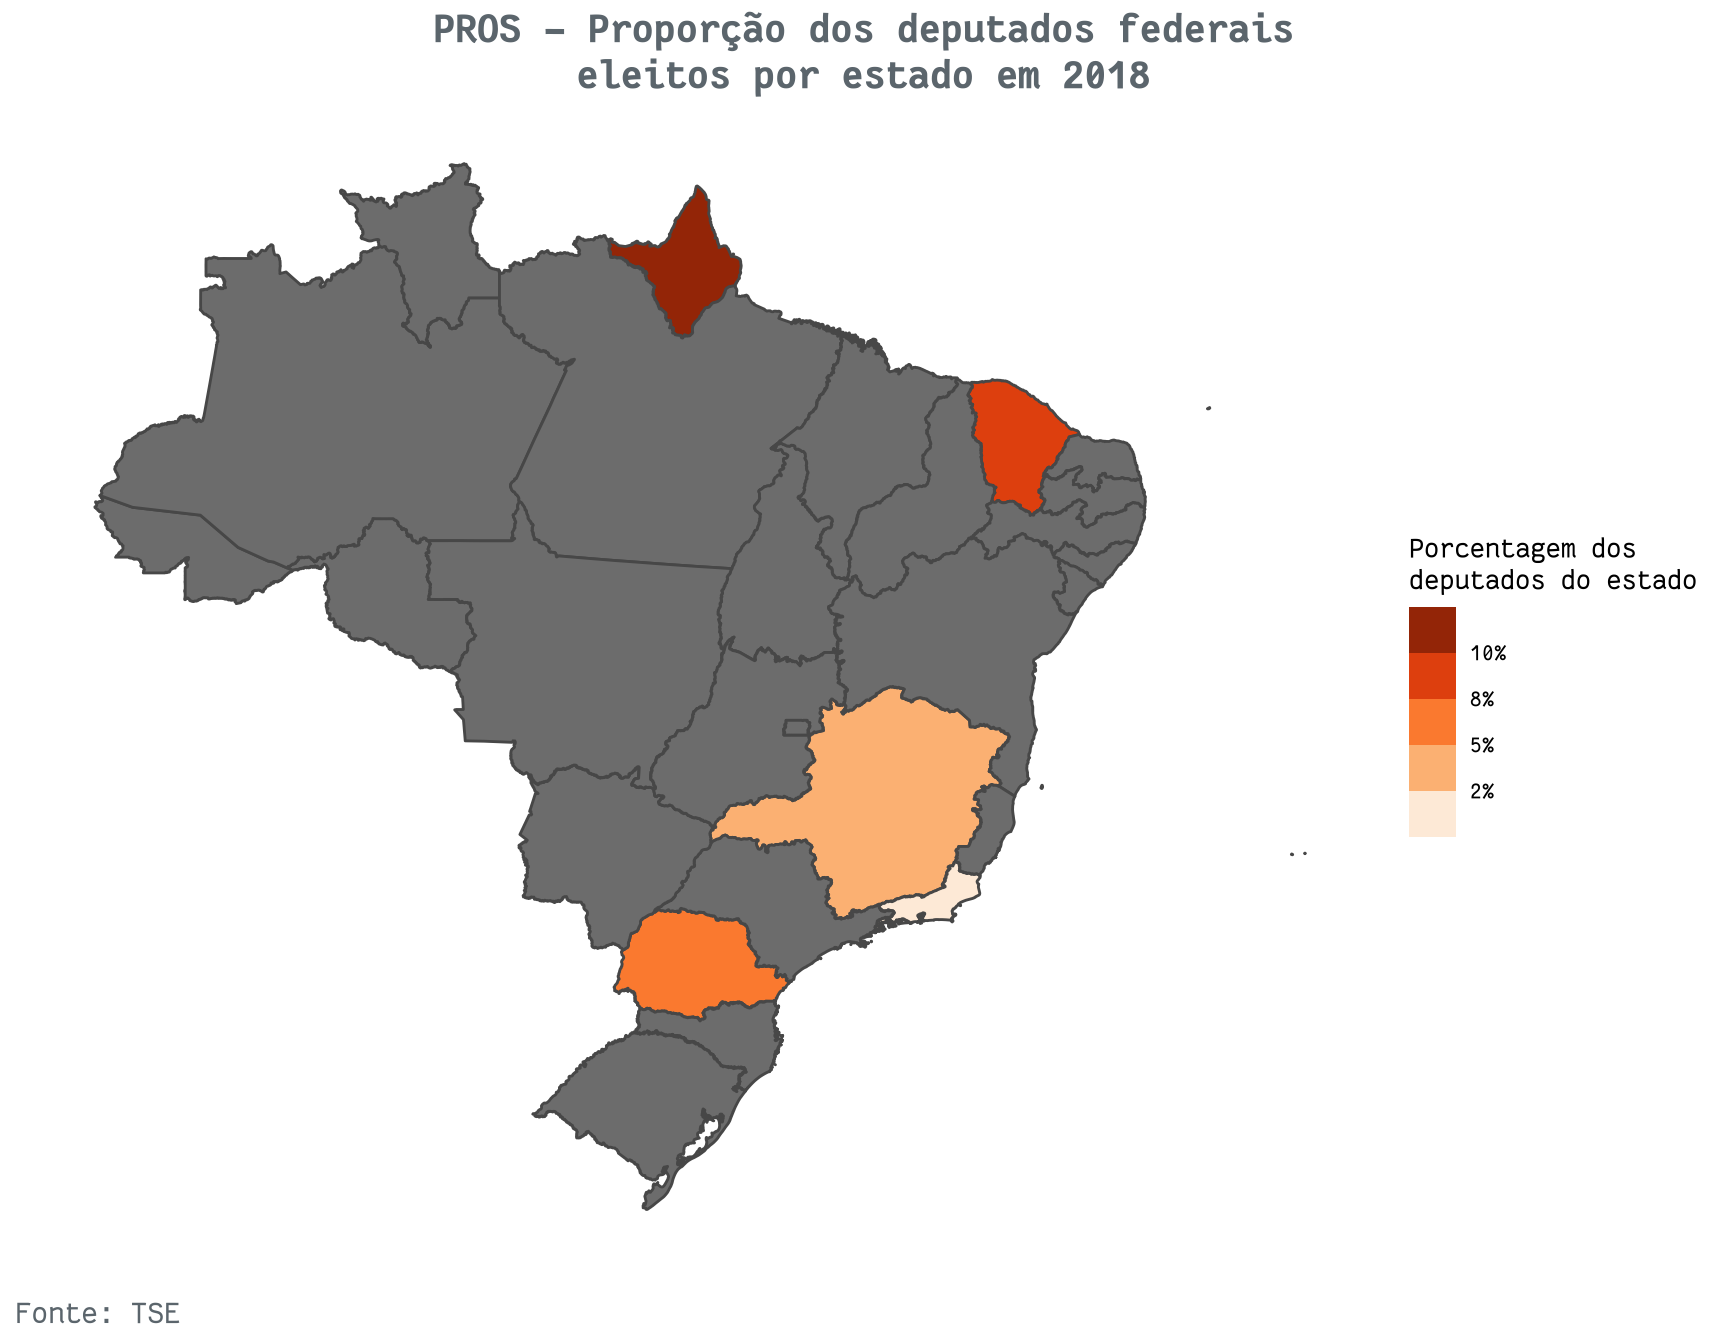 PROS – Proporção dos deputados federais
eleitos por estado em 2018
Porcentagem dos
deputados do estado
10%
8%
5%
2%
Fonte: TSE